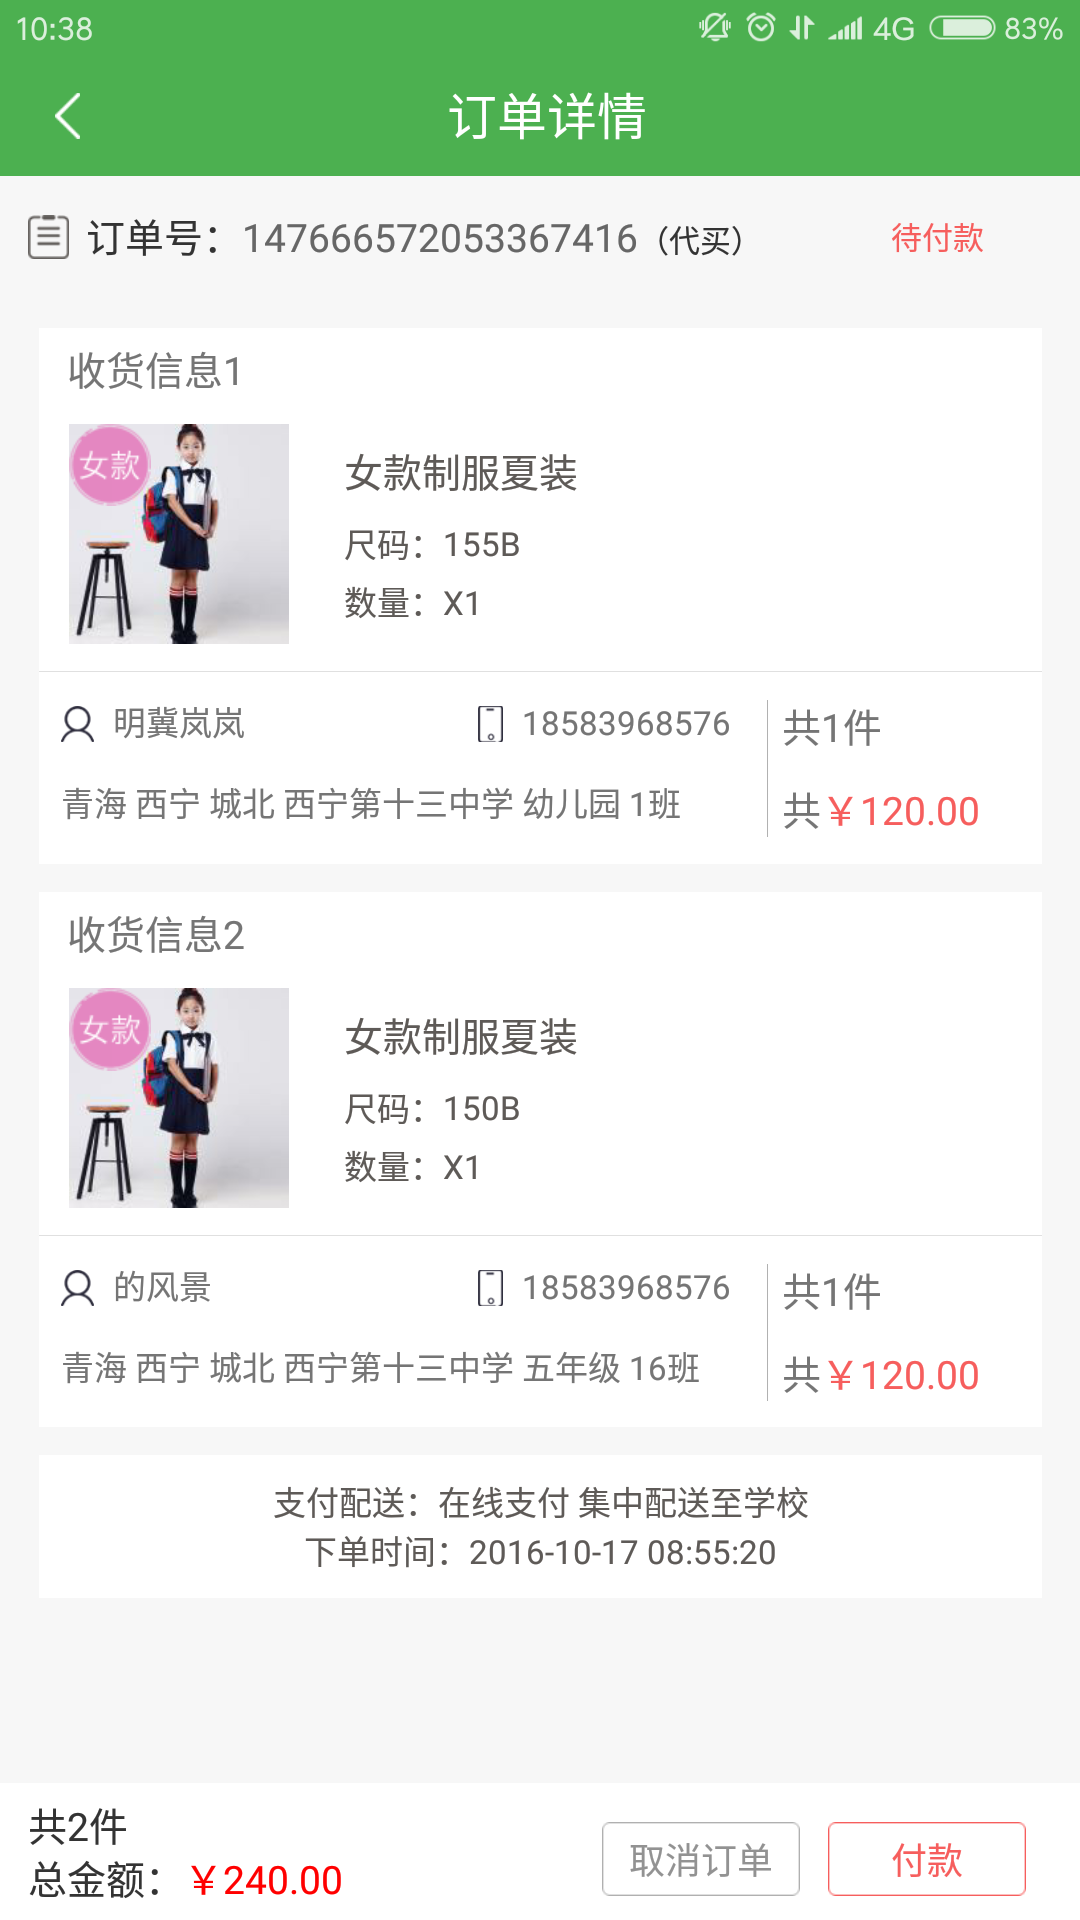 10:38 4G 83%
订单详情
订单号：147666572053367416（代买） 待付款
收货信息1
女款
女款制服夏装
尺码：155B
数量：X1
明冀岚岚 18583968576 共1件
青海 西宁 城北 西宁第十三中学 幼儿园 1班 共￥120.00
收货信息2
女款
女款制服夏装
尺码：150B
数量：X1
的风景 18583968576 共1件
青海 西宁 城北 西宁第十三中学 五年级 16班 共￥120.00
支付配送：在线支付 集中配送至学校
下单时间：2016-10-17 08:55:20
共2件
总金额：￥240.00 取消订单 付款